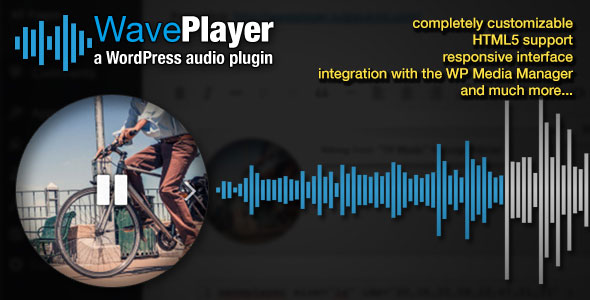 WavePlayer
a WordPress audio plugin
completely customizable
HTML5 support
responsive interface
integration with the WP Media Manager
and much more...